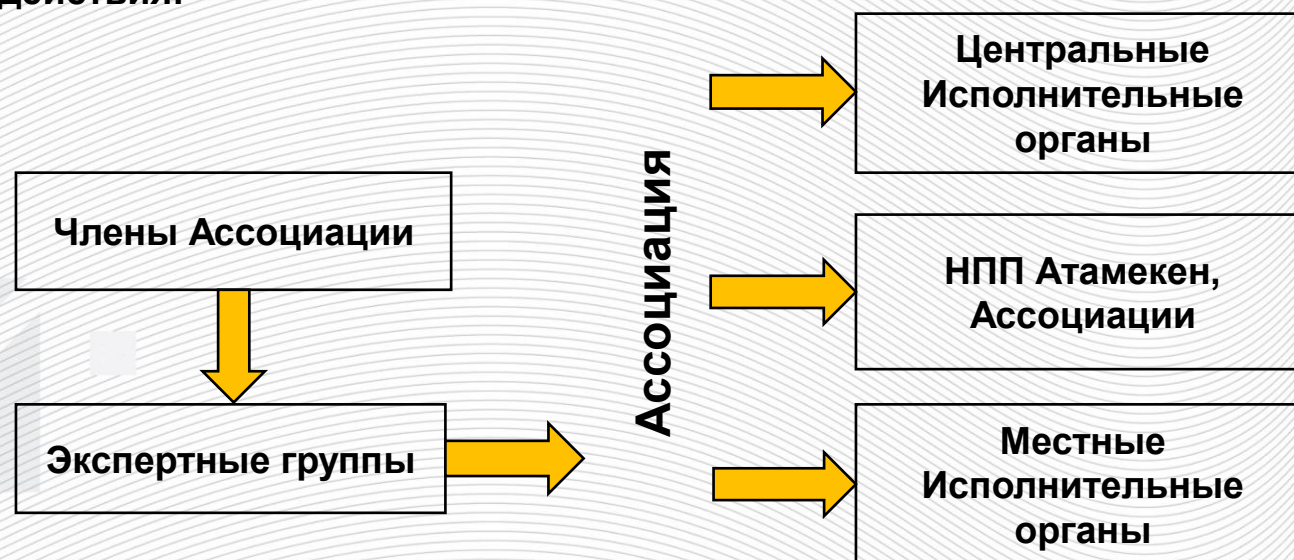 действия:
Центральные
Исполнительные
органы
Члены Ассоциации
Ассоциация
НПП Атамекен,
Ассоциации
Экспертные группы
Местные
Исполнительные
органы